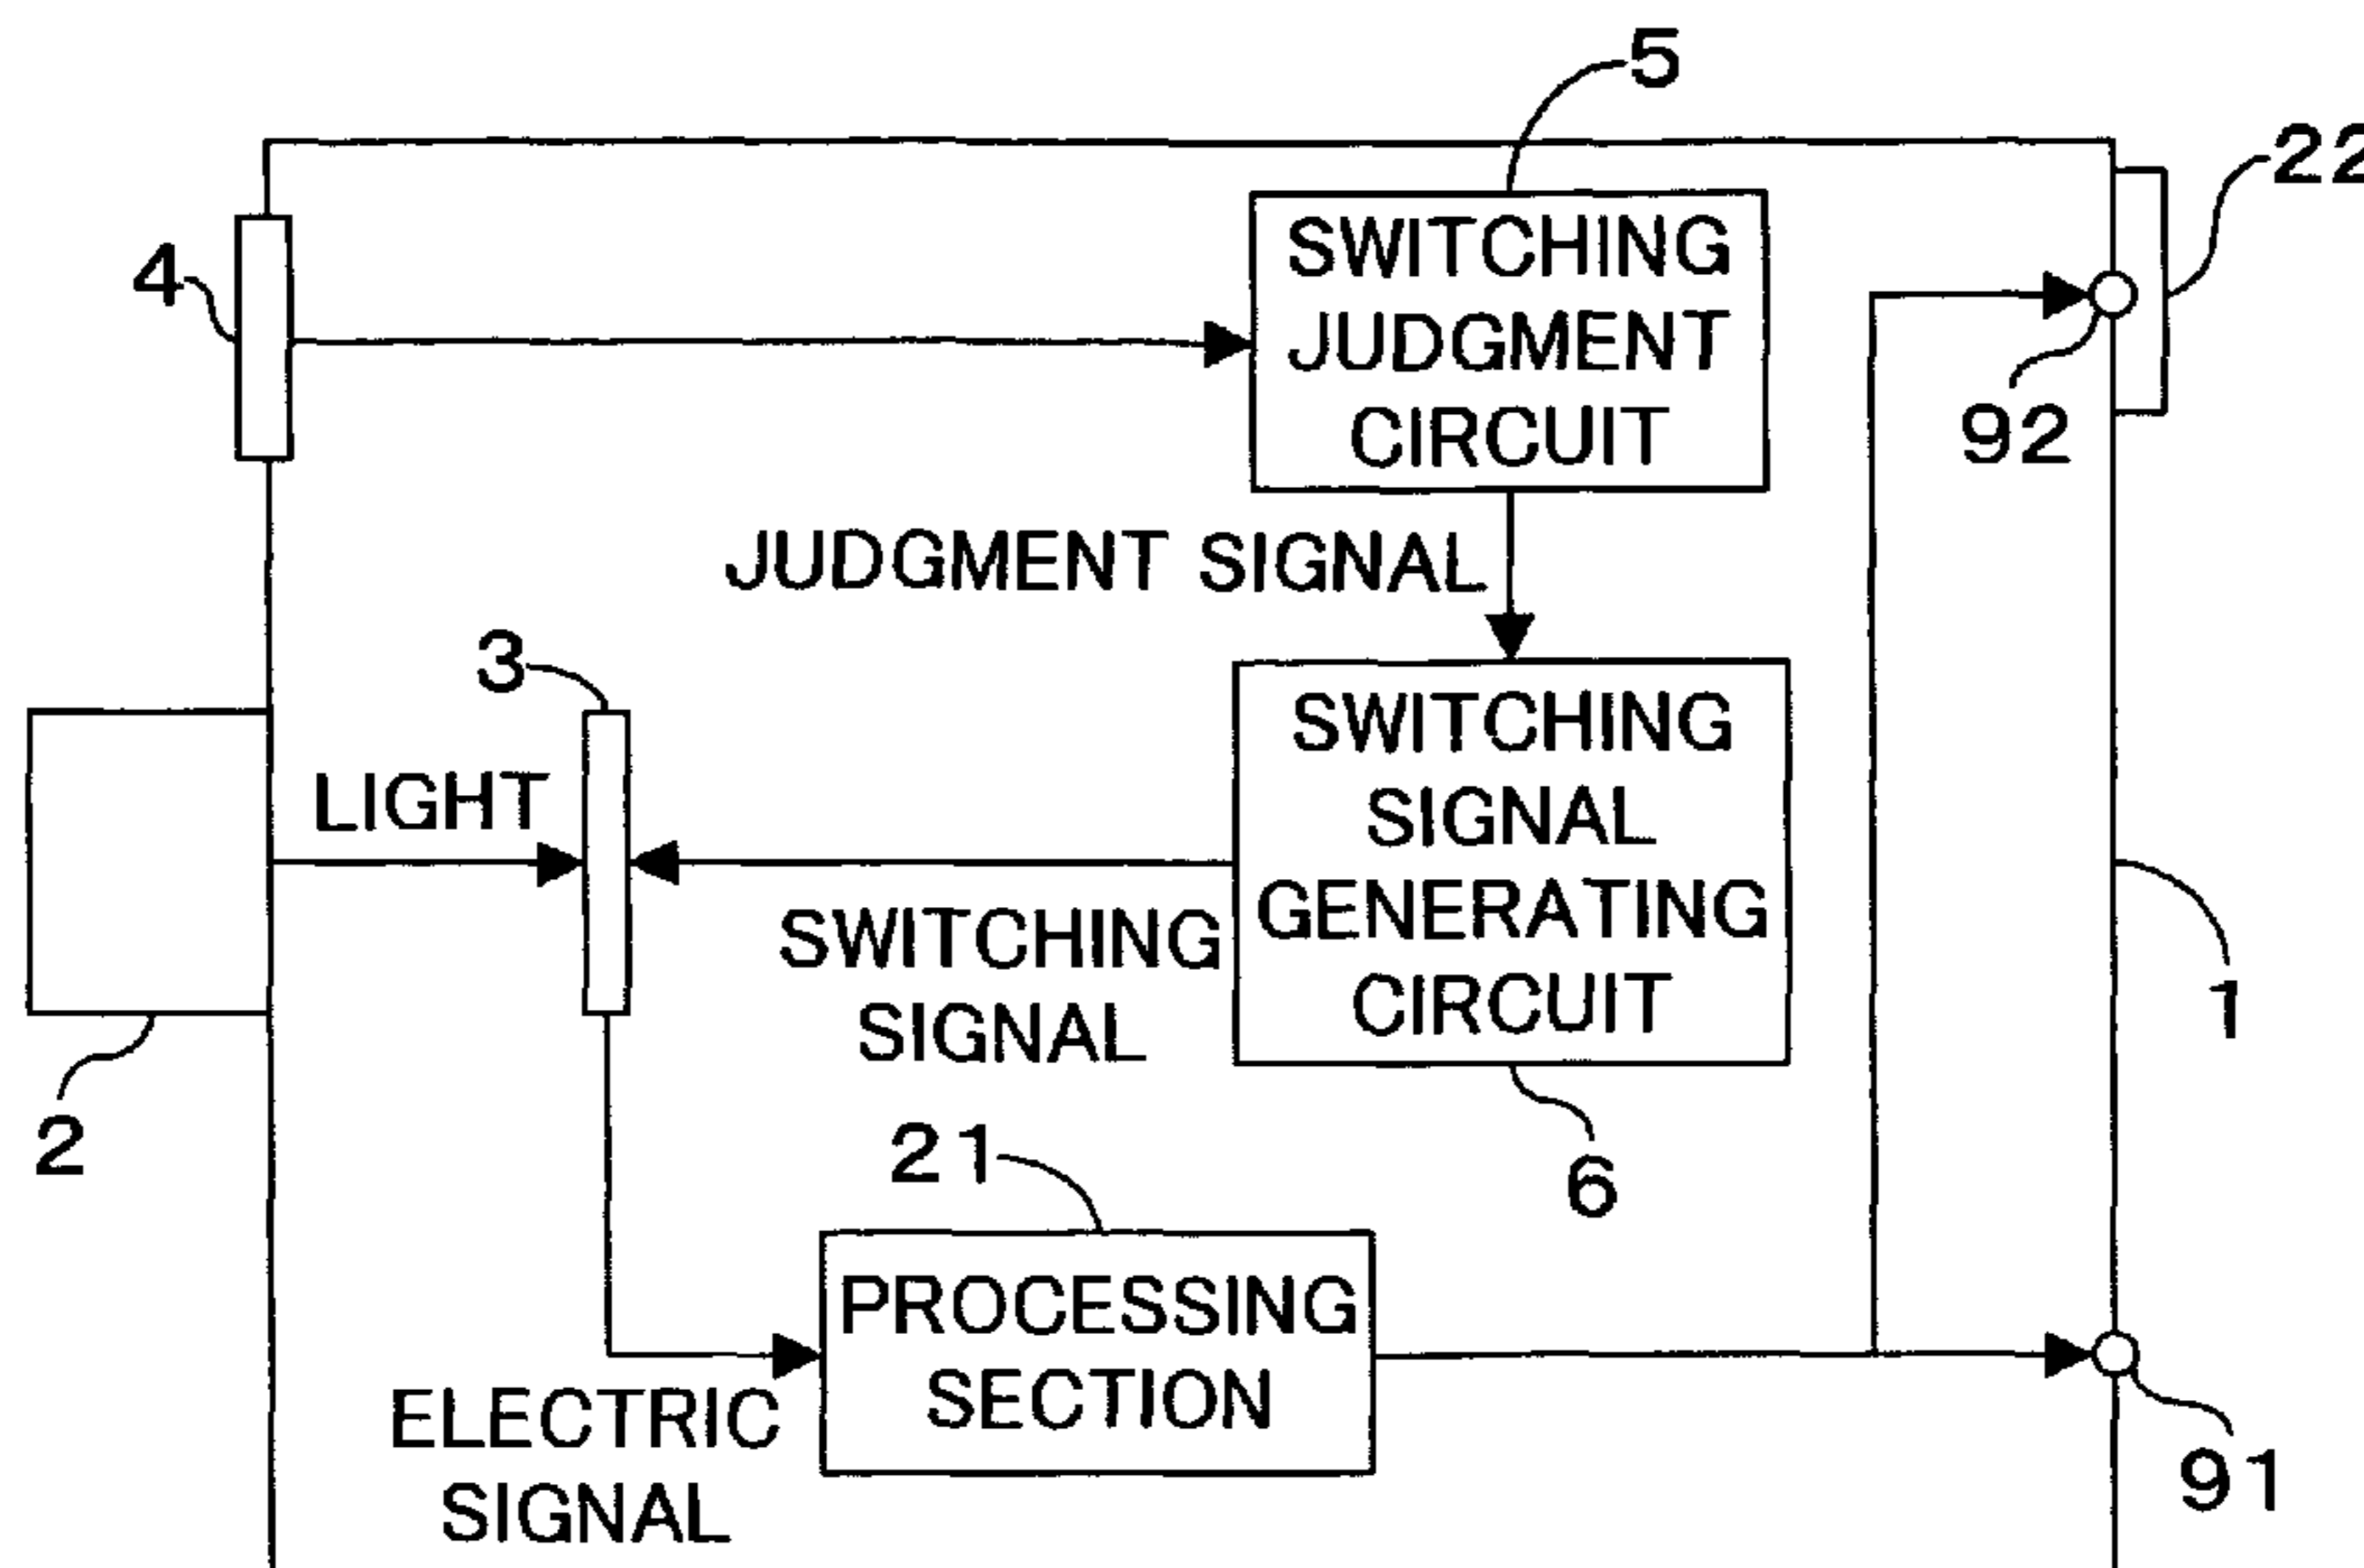 5
22
4
SWITCHING
JUDGMENT
CIRCUIT
92
JUDGMENT SIGNAL
3
SWITCHING
SIGNAL
GENERATING
CIRCUIT
LIGHT
SWITCHING
SIGNAL
1
2
21
6
PROCESSING
SECTION
ELECTRIC
SIGNAL
91